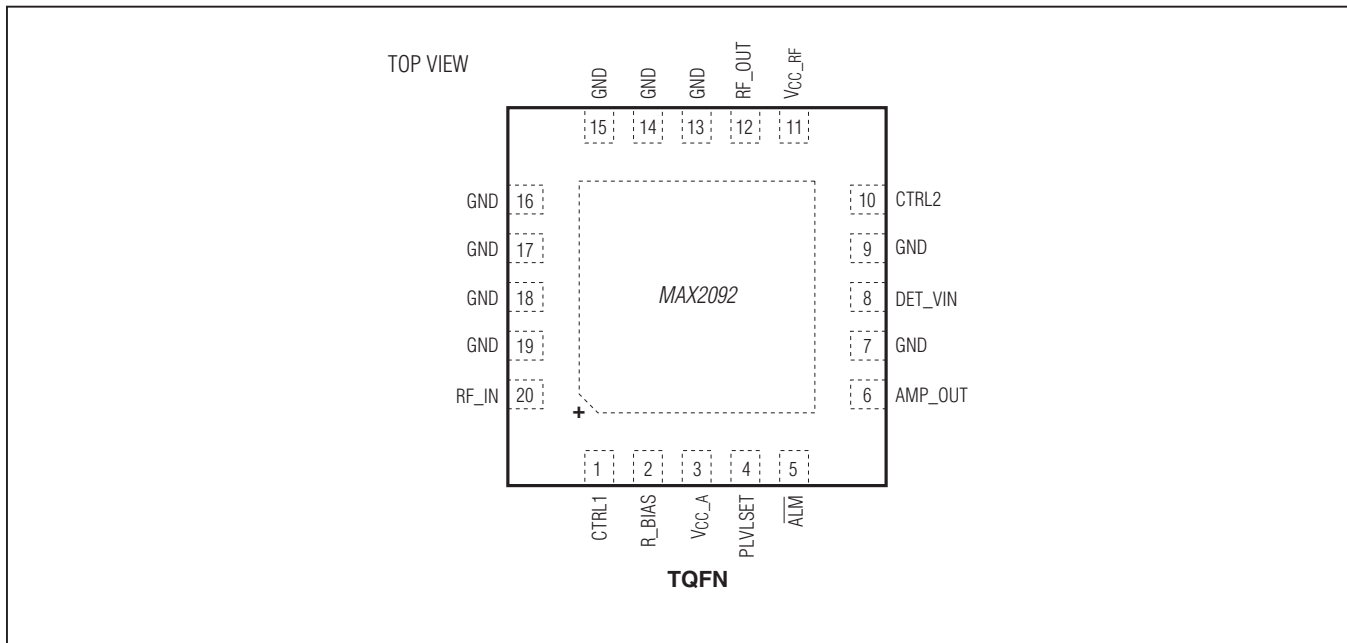 TOP VIEW
GND
GND
GND
RF_OUT
VCC_RF
15
14
13
12
11
GND 16
10 CTRL2
GND 17
9 GND
GND 18
MAX2092
8 DET_VIN
GND 19
7 GND
RF_IN 20
6 AMP_OUT
+
1
2
3
4
5
CTRL1
R_BIAS
VCC_A
PLVLSET
ALM
TQFN